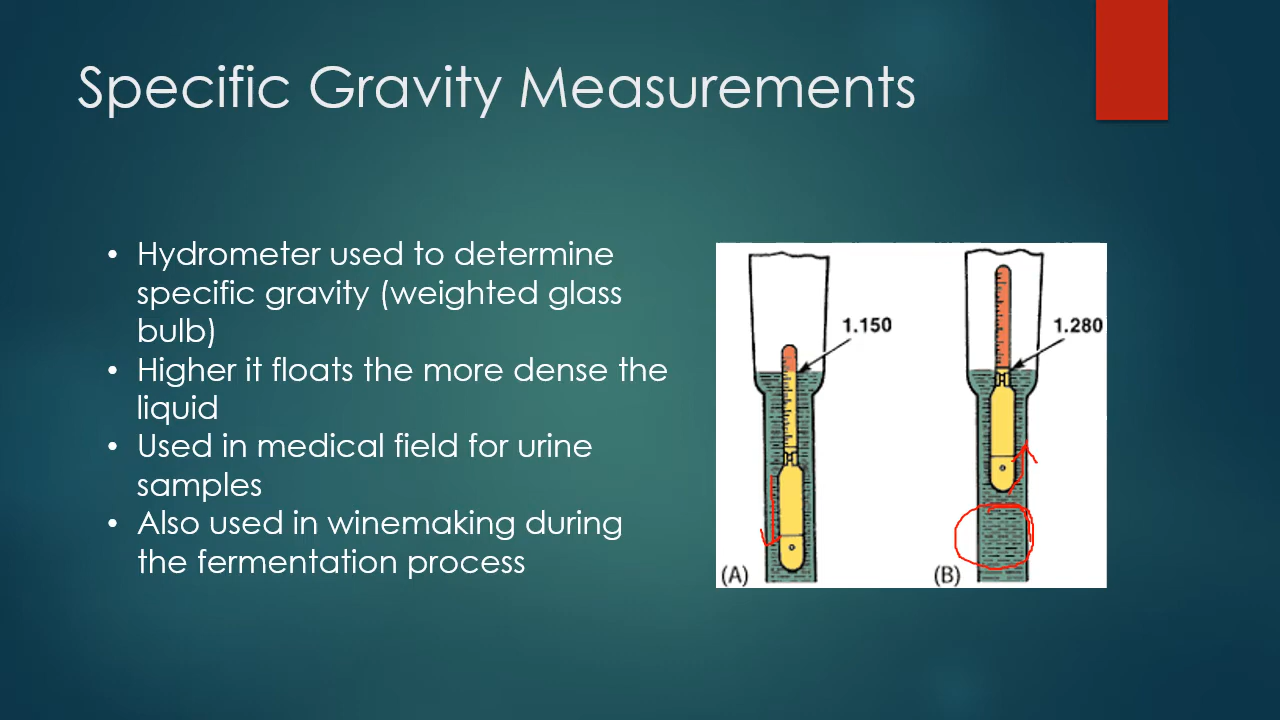 Specific Gravity Measurements
• Hydrometer used to determine
specific gravity (weighted glass
bulb)
• Higher it floats the more dense the
liquid
• Used in medical field for urine
samples
• Also used in winemaking during
the fermentation process
1.150
1.280
(A)
(B)